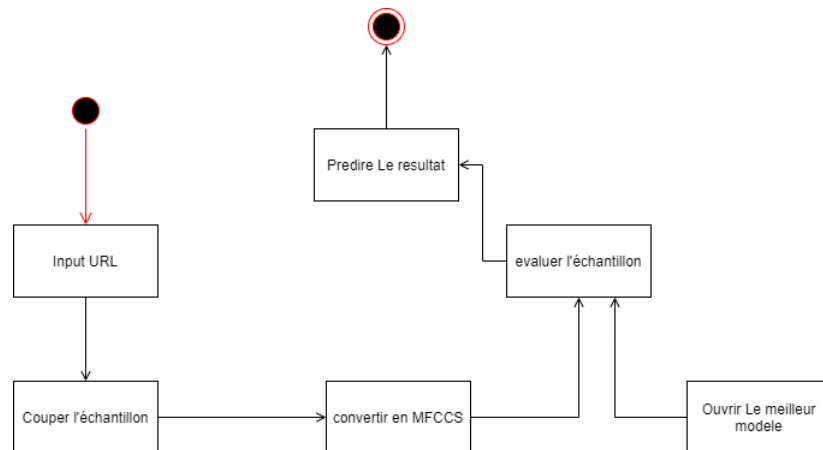 Predire Le resultat
Input URL
evaluer l'échantillon
Couper l'échantillon
convertir en MFCCS
Ouvrir Le meilleur
modele